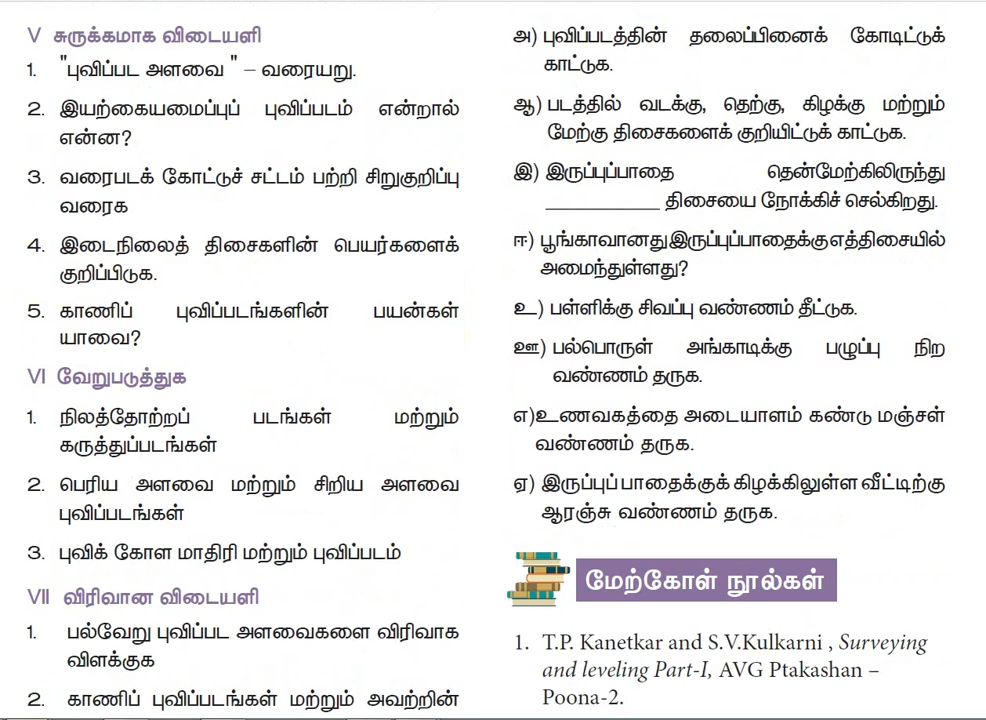 V சுருக்கமாக விடையளி
1. "புவிப்பட அளவை " – வரையறு.
2. இயற்கையமைப்புப் புவிப்படம் என்றால்
என்ன?
3. வரைபடக் கோட்டுச் சட்டம் பற்றி சிறுகுறிப்பு
வரைக
4. இடைநிலைத் திசைகளின் பெயர்களைக்
குறிப்பிடுக.
5. காணிப் புவிப்படங்களின் பயன்கள்
யாவை?
VI வேறுபடுத்துக
1. நிலத்தோற்றப் படங்கள் மற்றும்
கருத்துப்படங்கள்
2. பெரிய அளவை மற்றும் சிறிய அளவை
புவிப்படங்கள்
3. புவிக் கோள மாதிரி மற்றும் புவிப்படம்
VII விரிவான விடையளி
1. பல்வேறு புவிப்பட அளவைகளை விரிவாக
விளக்குக
2. காணிப் புவிப்படங்கள் மற்றும் அவற்றின்
அ) புவிப்படத்தின் தலைப்பினைக் கோடிட்டுக்
காட்டுக.
ஆ) படத்தில் வடக்கு, தெற்கு, கிழக்கு மற்றும்
மேற்கு திசைகளைக் குறியிட்டுக் காட்டுக.
இ) இருப்புப்பாதை தென்மேற்கிலிருந்து
___________ திசையை நோக்கிச் செல்கிறது.
ஈ) பூங்காவானது இருப்புப்பாதைக்கு எத்திசையில்
அமைந்துள்ளது?
உ) பள்ளிக்கு சிவப்பு வண்ணம் தீட்டுக.
ஊ) பல்பொருள் அங்காடிக்கு பழுப்பு நிற
வண்ணம் தருக.
எ)உணவகத்தை அடையாளம் கண்டு மஞ்சள்
வண்ணம் தருக.
ஏ) இருப்புப் பாதைக்குக் கிழக்கிலுள்ள வீட்டிற்கு
ஆரஞ்சு வண்ணம் தருக.
மேற்கோள் நூல்கள்
1. T.P. Kanetkar and S.V.Kulkarni , Surveying
and leveling Part-I, AVG Ptakashan –
Poona-2.